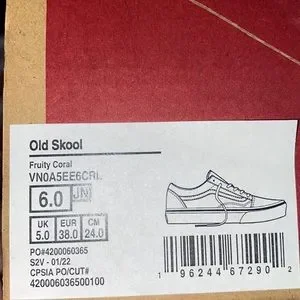 Old Skool
Fruity Coral
VN0A5EE6CRL
6.0 JN
UK EUR CM
5.0 38.0 24.0
PO#4200060365
S2V - 01/22
CPSIA PO/CUT#
420006036500100
1 96244 67290 2